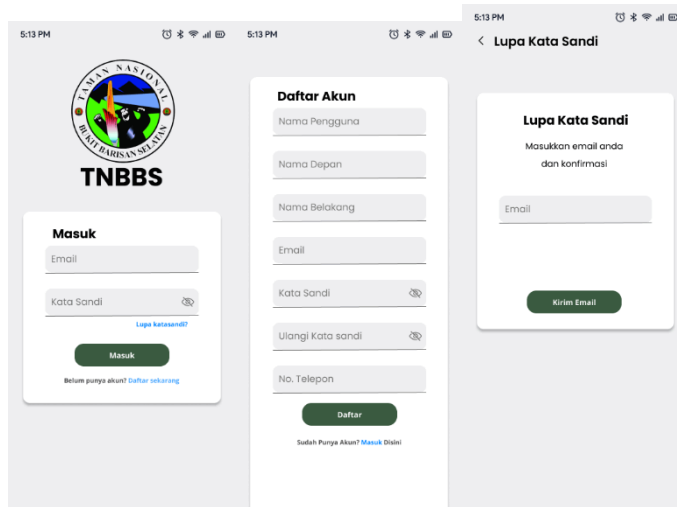 5:13 PM
TAMAN NASIONAL
BUKIT BARISAN SELATAN
TNBBS
Masuk
Email
Kata Sandi
Lupa katasandi?
Masuk
Belum punya akun? Daftar sekarang
5:13 PM
Daftar Akun
Nama Pengguna
Nama Depan
Nama Belakang
Email
Kata Sandi
Ulangi Kata sandi
No. Telepon
Daftar
Sudah Punya Akun? Masuk Disini
5:13 PM
Lupa Kata Sandi
Lupa Kata Sandi
Masukkan email anda
dan konfirmasi
Email
Kirim Email